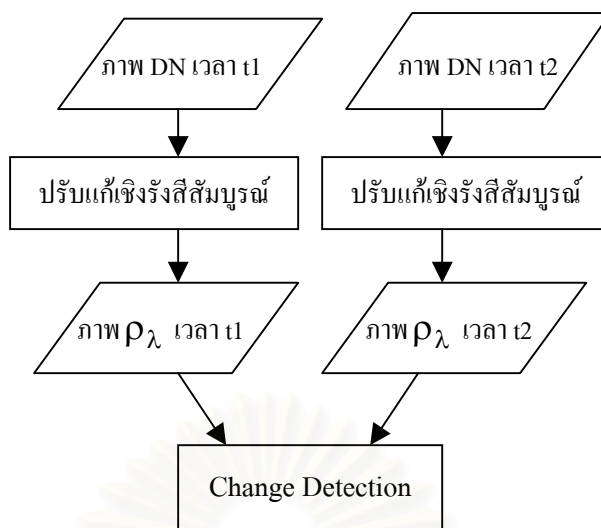 ภาพ DN เวลา t1
ภาพ DN เวลา t2
ปรับแก้เชิงรังสีสัมบูรณ์
ปรับแก้เชิงรังสีสัมบูรณ์
ภาพ ρλ เวลา t1
ภาพ ρλ เวลา t2
Change Detection